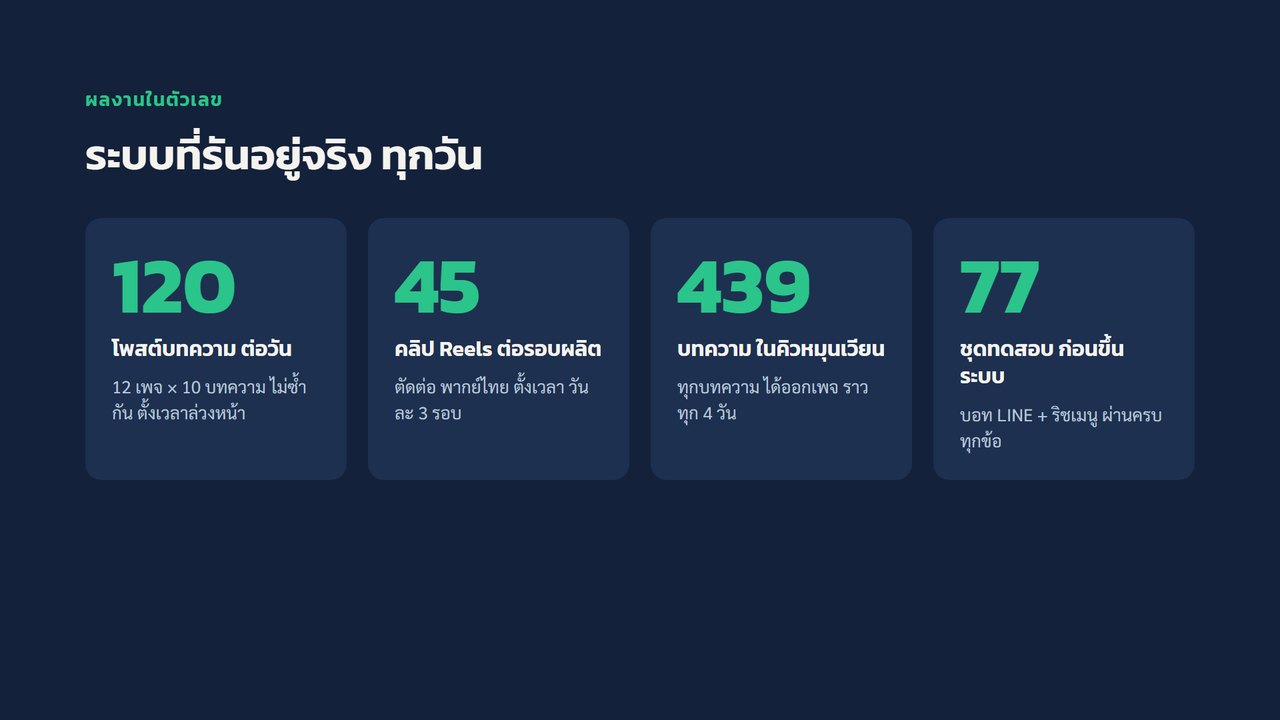 ผลงานในตัวเลข
ระบบที่รันอยู่จริง ทุกวัน
120
โพสต์บทความ ต่อวัน
12 เพจ × 10 บทความ ไม่ซ้ำ
กัน ตั้งเวลาล่วงหน้า
45
คลิป Reels ต่อรอบผลิต
ตัดต่อ พากย์ไทย ตั้งเวลา วัน
ละ 3 รอบ
439
บทความ ในคิวหมุนเวียน
ทุกบทความ ได้ออกเพจ ราว
ทุก 4 วัน
77
ชุดทดสอบ ก่อนขึ้น
ระบบ
บอท LINE + ริชเมนู ผ่านครบ
ทุกข้อ